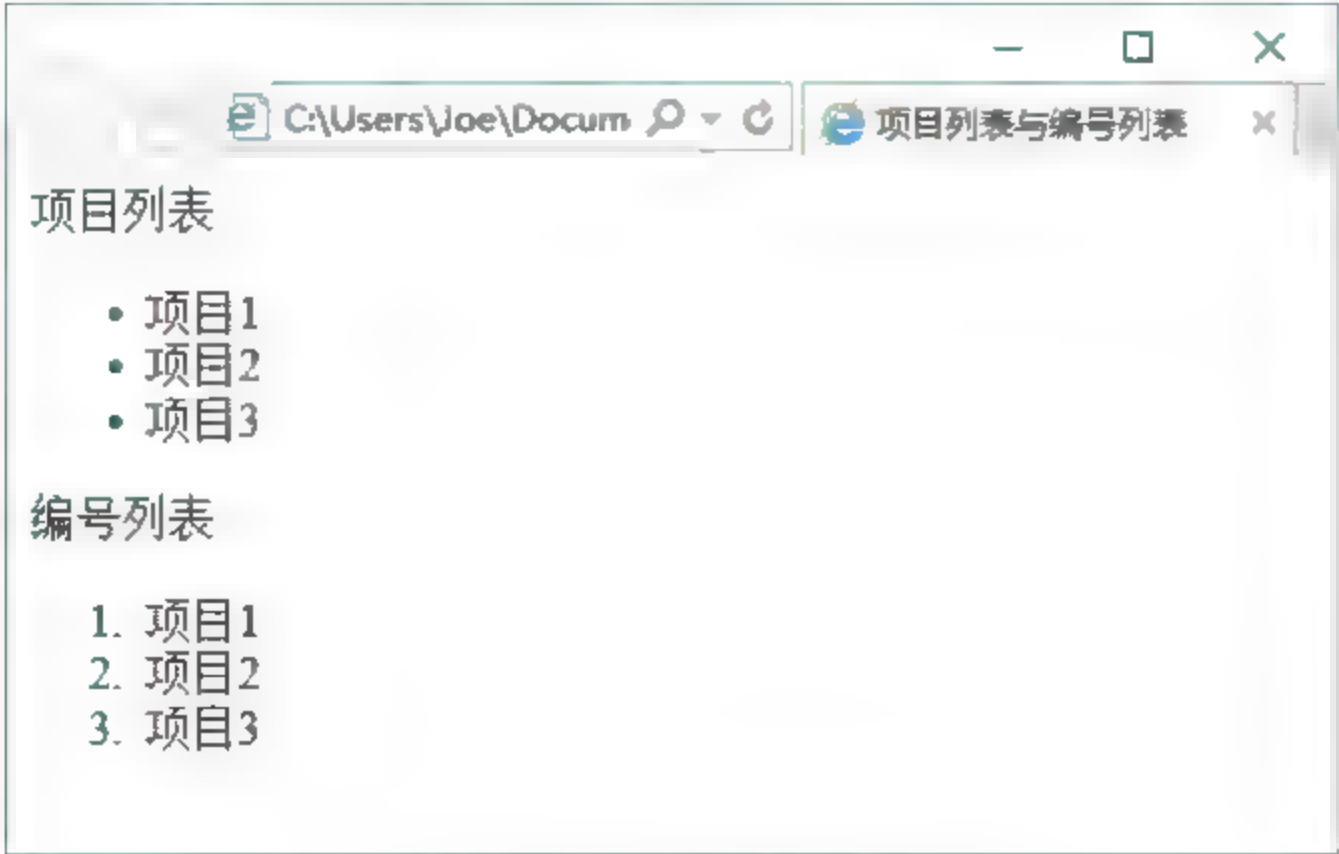 C:\Users\Joe\Docum
项目列表与编号列表
项目列表
• 项目1
• 项目2
• 项目3
编号列表
1. 项目1
2. 项目2
3. 项目3